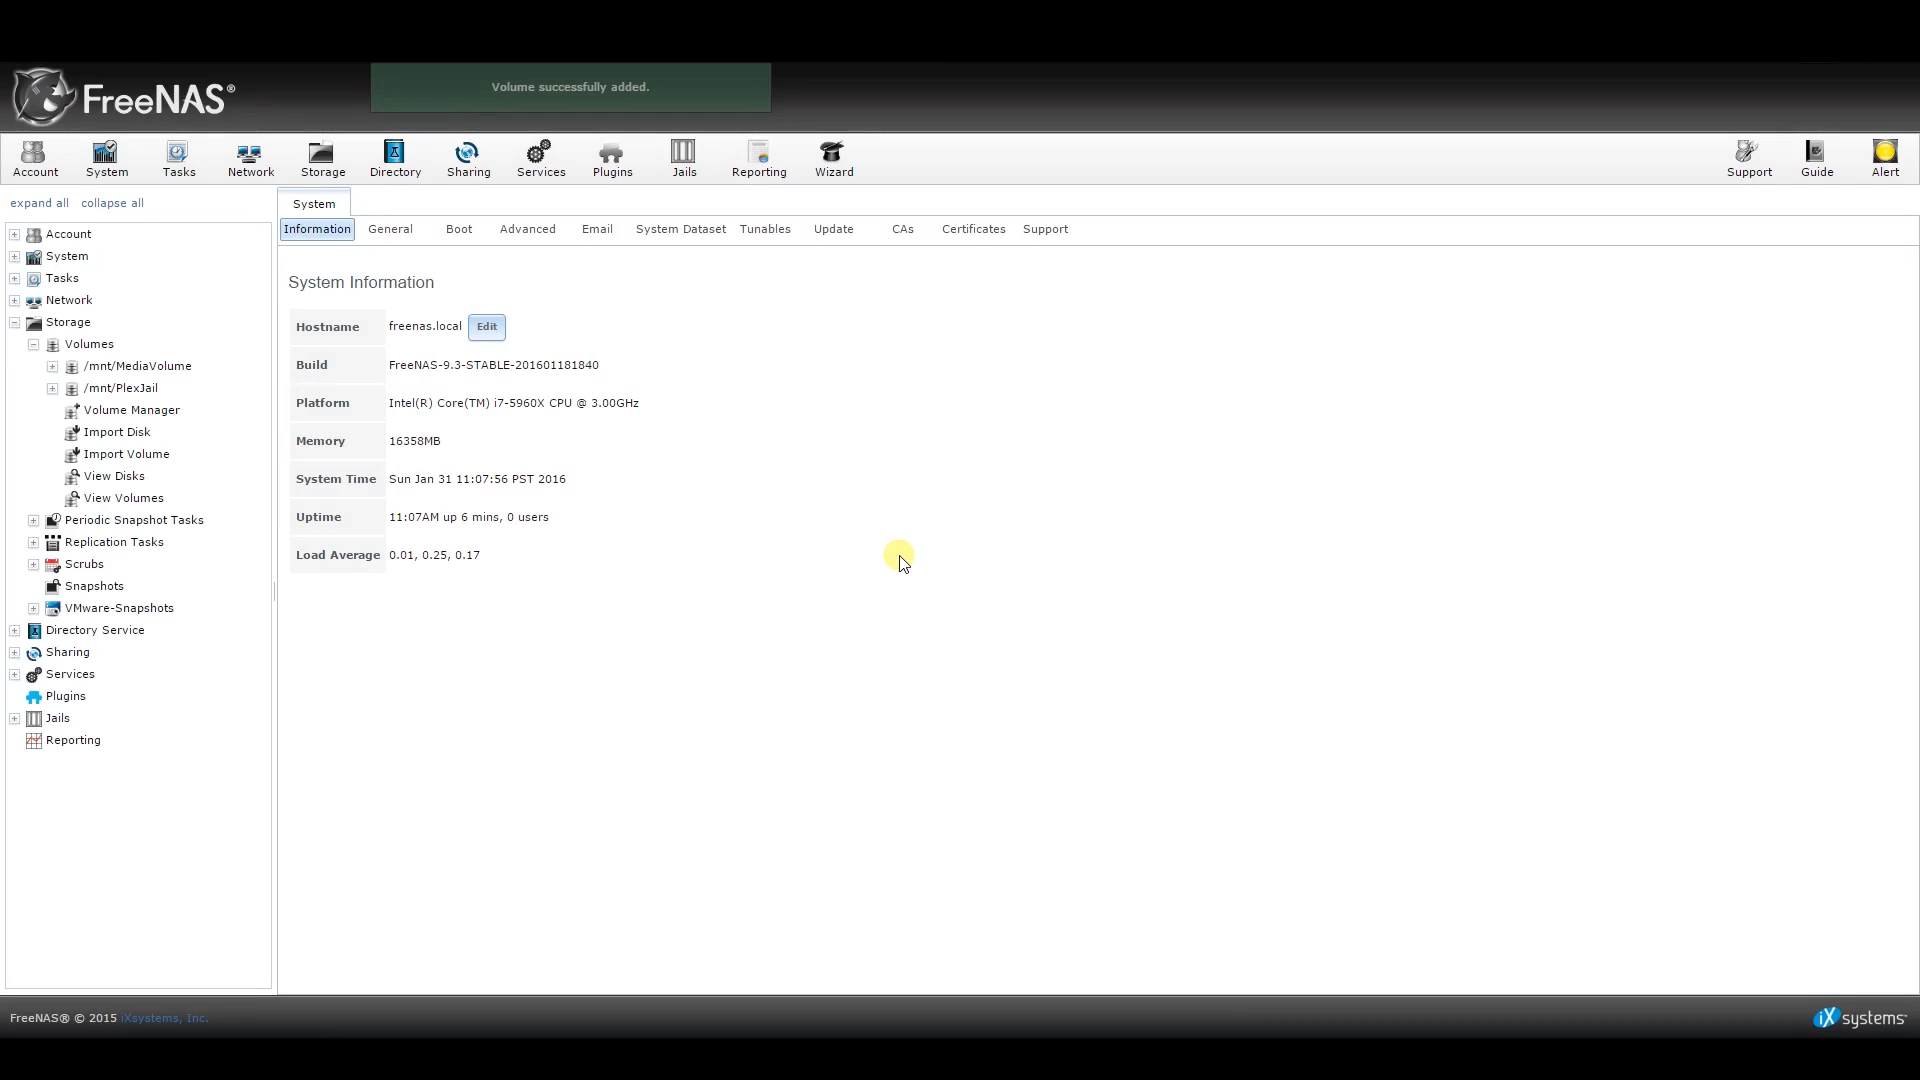 FreeNAS®
Volume successfully added.
Account
System
Tasks
Network
Storage
Directory
Sharing
Services
Plugins
Jails
Reporting
Wizard
Support
Guide
Alert
expand all collapse all
Account
System
Tasks
Network
Storage
Volumes
/mnt/MediaVolume
/mnt/PlexJail
Volume Manager
Import Disk
Import Volume
View Disks
View Volumes
Periodic Snapshot Tasks
Replication Tasks
Scrubs
Snapshots
VMware-Snapshots
Directory Service
Sharing
Services
Plugins
Jails
Reporting
System
Information General Boot Advanced Email System Dataset Tunables Update CAs Certificates Support
System Information
Hostname freenas.local Edit
Build FreeNAS-9.3-STABLE-201601181840
Platform Intel(R) Core(TM) i7-5960X CPU @ 3.00GHz
Memory 16358MB
System Time Sun Jan 31 11:07:56 PST 2016
Uptime 11:07AM up 6 mins, 0 users
Load Average 0.01, 0.25, 0.17
FreeNAS® © 2015 iXsystems, Inc.
iXsystems